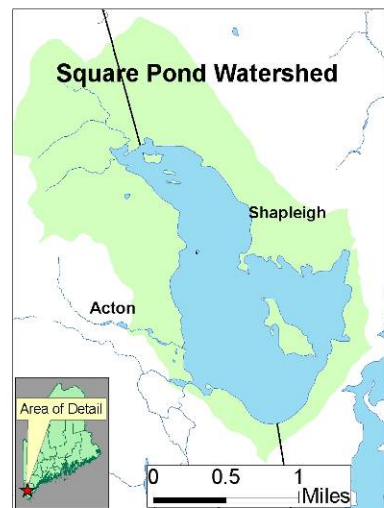 Square Pond Watershed
Shapleigh
Acton
Area of Detail
0 0.5 1
Miles